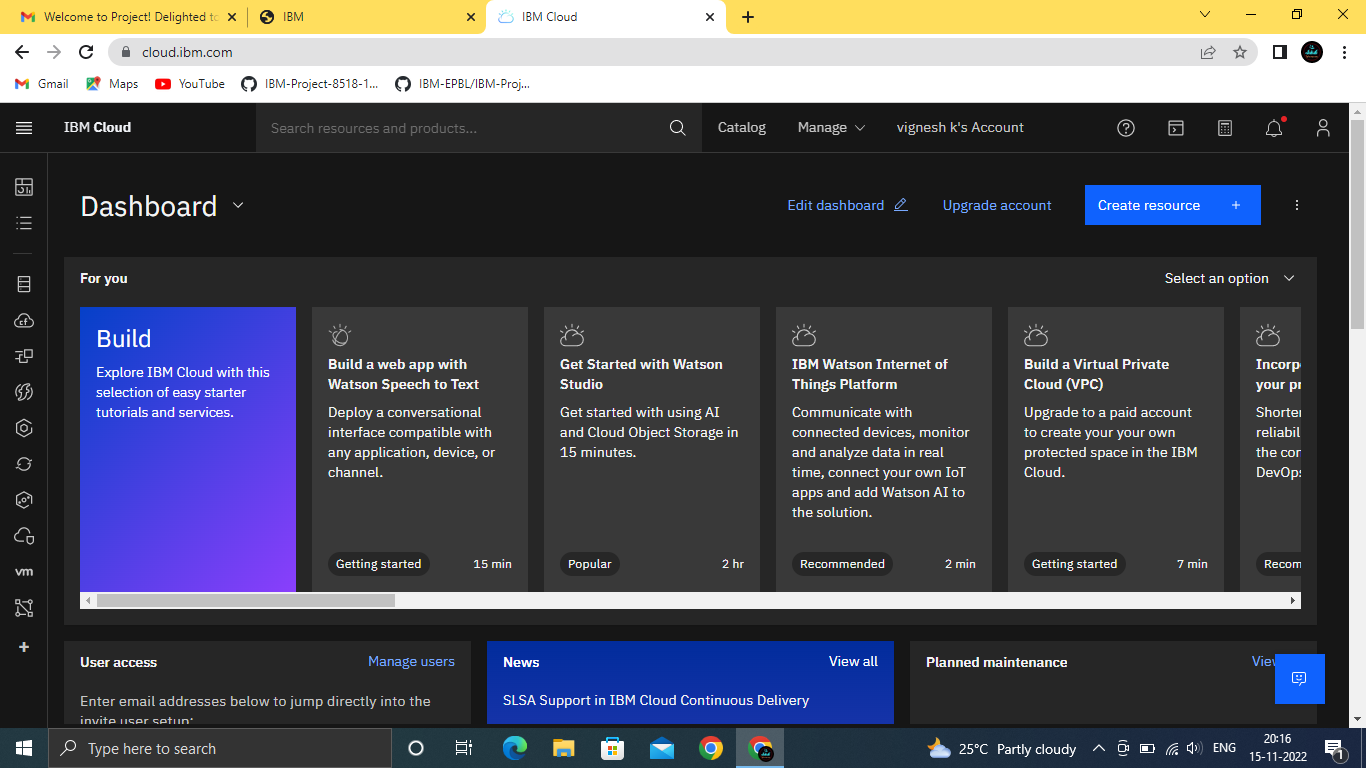 Welcome to Project! Delighted to
IBM
IBM Cloud
cloud.ibm.com
Gmail
Maps
YouTube
IBM-Project-8518-1...
IBM-EPBL/IBM-Proj...
IBM Cloud
Search resources and products...
Catalog
Manage
vignesh k's Account
Dashboard
Edit dashboard
Upgrade account
Create resource +
For you
Select an option
Build
Explore IBM Cloud with this
selection of easy starter
tutorials and services.
Build a web app with
Watson Speech to Text
Deploy a conversational
interface compatible with
any application, device, or
channel.
Getting started
15 min
Get Started with Watson
Studio
Get started with using AI
and Cloud Object Storage in
15 minutes.
Popular
2 hr
IBM Watson Internet of
Things Platform
Communicate with
connected devices, monitor
and analyze data in real
time, connect your own IoT
apps and add Watson AI to
the solution.
Recommended
2 min
Build a Virtual Private
Cloud (VPC)
Upgrade to a paid account
to create your your own
protected space in the IBM
Cloud.
Getting started
7 min
Incorp
your pr
Shorte
reliabil
the cor
DevOps
Recom
vm
User access
Manage users
Enter email addresses below to jump directly into the
invite user setup:
News
View all
SLSA Support in IBM Cloud Continuous Delivery
Planned maintenance
View
Type here to search
25°C Partly cloudy
ENG
20:16
15-11-2022
1